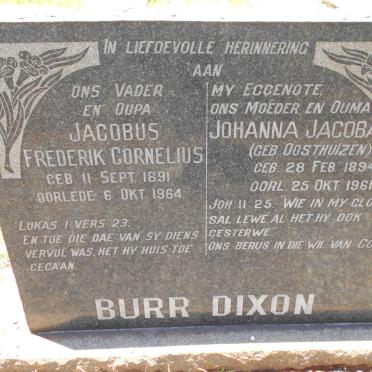 IN LIEFDEVOLLE HERINNERING
AAN
ONS VADER
EN OUPA
JACOBUS
FREDERIK CORNELIUS
GEB. 11 SEPT 1891
OORLEDE: 6 OKT. 1964.
LUKAS 1 VERS 23.
EN TOE DIE DAE VAN SY DIENS
VERVUL WAS, HET HY HUIS-TOE
GEGAAN.
MY EGGENOTE,
ONS MOEDER EN OUMA
JOHANNA JACOBA
(GEB. OOSTHUIZEN)
GEB. 28 FEB. 1894
OORL. 25 OKT. 1961
JOH. 11:25. WIE IN MY GLO
SAL LEWE AL HET HY OOK
GESTERWE.
ONS BERUS IN DIE WIL VAN
BURR DIXON